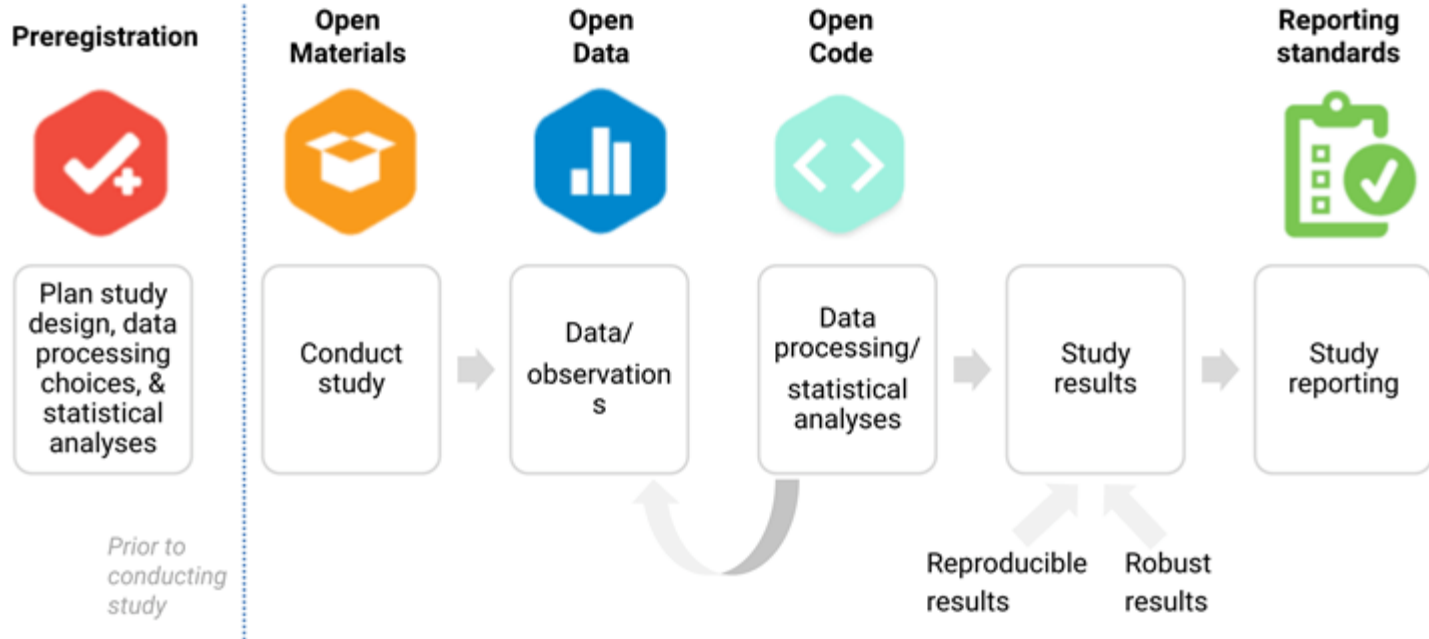 Preregistration
Open
Materials
Open
Data
Open
Code
Reporting
standards
Plan study
design, data
processing
choices, &
statistical
analyses
Conduct
study
Data/
observation
s
Data
processing/
statistical
analyses
Study
results
Study
reporting
Prior to
conducting
study
Reproducible
results
Robust
results